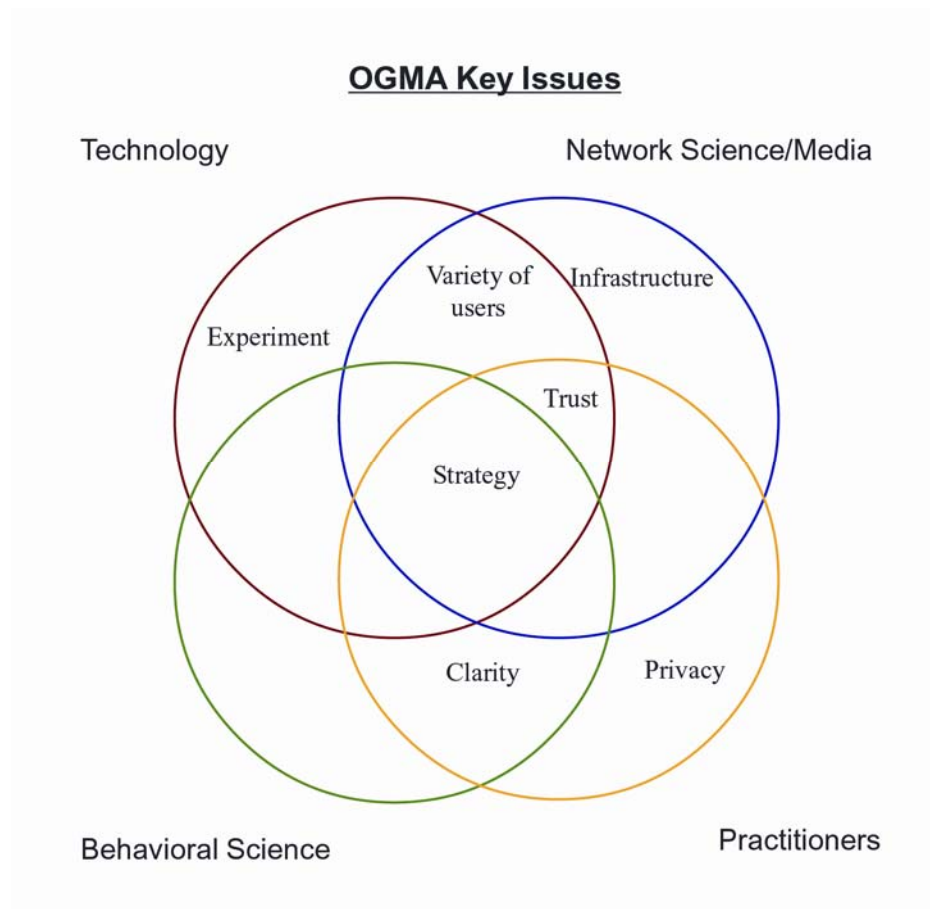 OGMA Key Issues
Technology
Network Science/Media
Variety of
users
Infrastructure
Experiment
Trust
Strategy
Clarity
Privacy
Behavioral Science
Practitioners